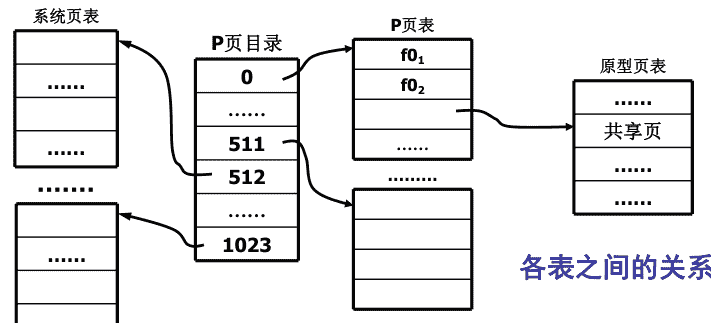 系统页表
……
……
…….
……
P页目录
0
……
511
512
……
1023
P页表
f0₁
f0₂
……
………
原型页表
……
共享页
……
……
各表之间的关系